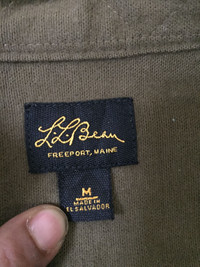 L.L.Bean
FREEPORT, MAINE
M
MADE IN
EL SALVADOR